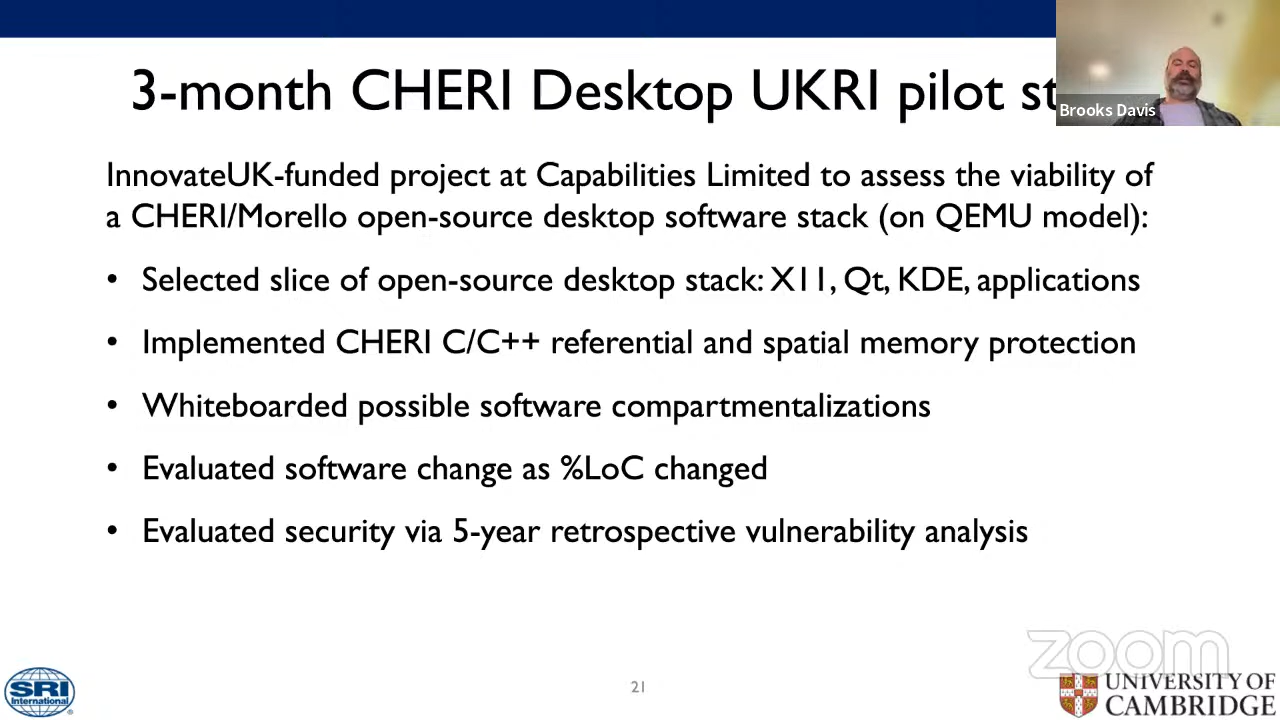 3-month CHERI Desktop UKRI pilot st
Brooks Davis
InnovateUK-funded project at Capabilities Limited to assess the viability of
a CHERI/Morello open-source desktop software stack (on QEMU model):
• Selected slice of open-source desktop stack: X11, Qt, KDE, applications
• Implemented CHERI C/C++ referential and spatial memory protection
• Whiteboarded possible software compartmentalizations
• Evaluated software change as %LoC changed
• Evaluated security via 5-year retrospective vulnerability analysis
zoom
SRI
International
21
UNIVERSITY OF
CAMBRIDGE